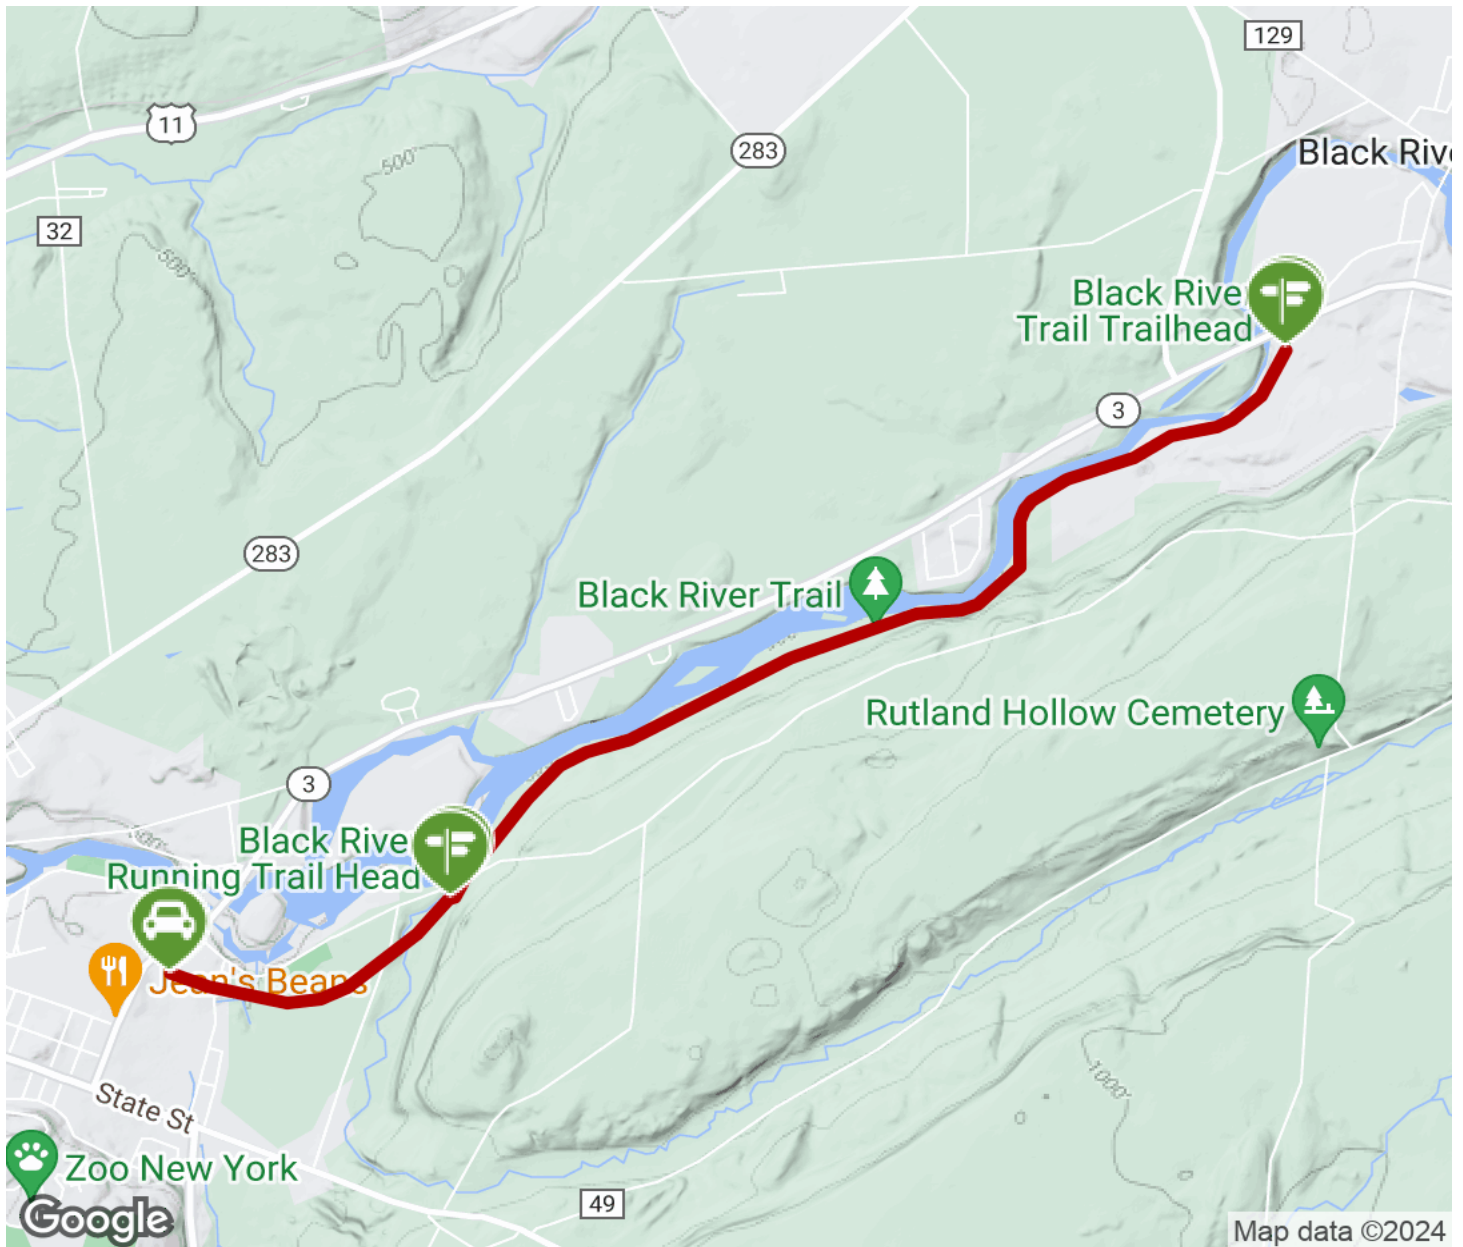 129
11
283
Black Rive
500'
32
500'
Black Rive
Trail Trailhead
3
283
Black River Trail
Rutland Hollow Cemetery
3
Black Rive
Running Trail Head
Jean's Beans
1000'
State St
Zoo New York
49
Google
Map data ©2024